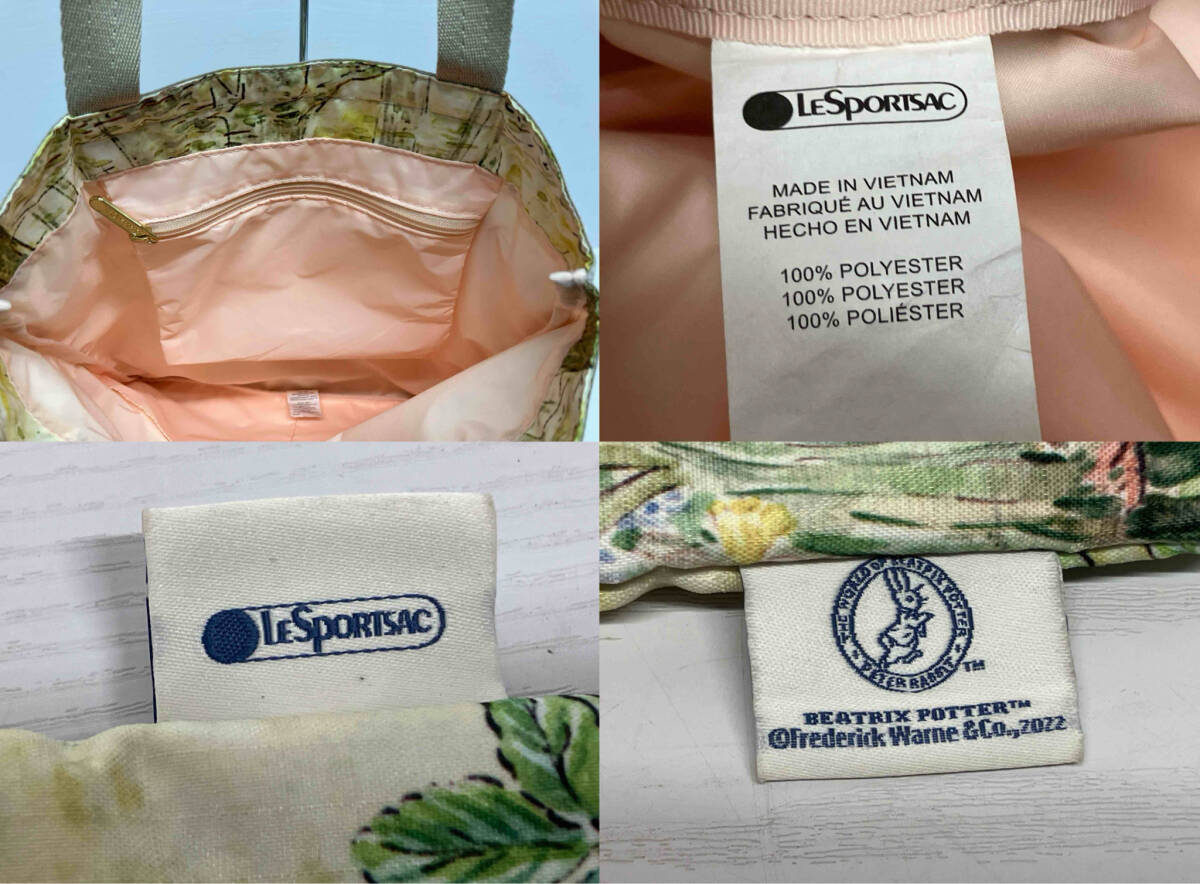 LESPORTSAC
MADE IN VIETNAM
FABRIQUÉ AU VIETNAM
HECHO EN VIETNAM
100% POLYESTER
100% POLYESTER
100% POLIÉSTER
LESPORTSAC
THE WORLD OF BEATRIX POTTER
PETER RABBIT TM
BEATRIX POTTER™
©Frederick Warne &Co.,2022